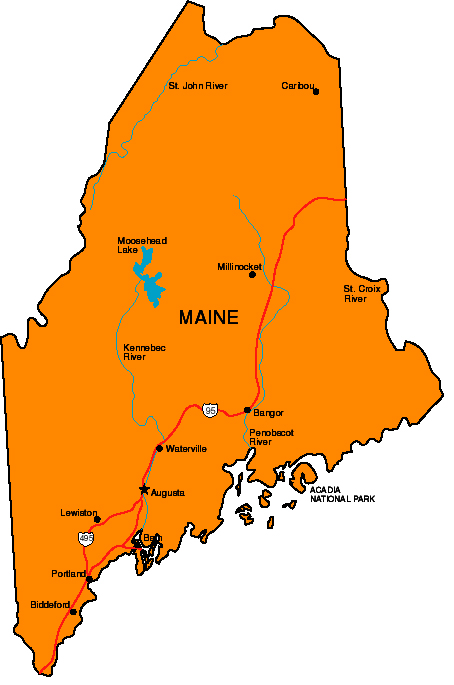 St. John River
Caribou
Moosehead
Lake
Millinocket
St. Croix
River
MAINE
Kennebec
River
95
Bangor
Penobscot
River
Waterville
Augusta
ACADIA
NATIONAL PARK
Lewiston
495
Bath
Portland
Biddeford